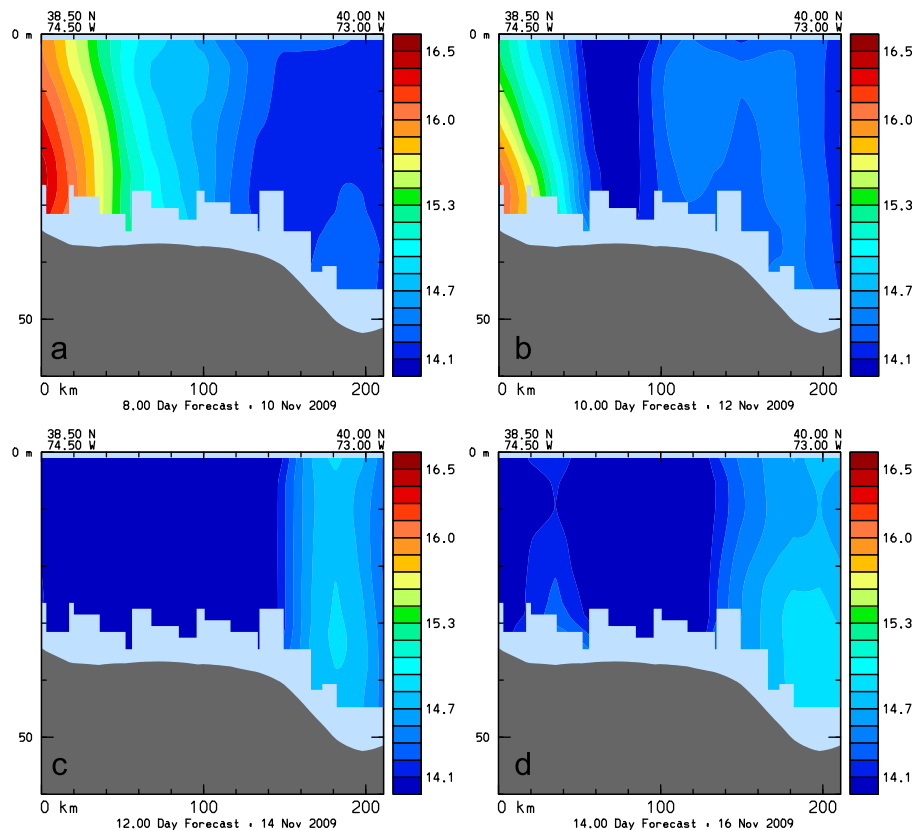 38.50 N
74.50 W
40.00 N
73.00 W
0 m
50
a
0 km
100
200
8.00 Day Forecast : 10 Nov 2009
16.5
16.0
15.3
14.7
14.1
38.50 N
74.50 W
40.00 N
73.00 W
0 m
50
b
0 km
100
200
10.00 Day Forecast : 12 Nov 2009
16.5
16.0
15.3
14.7
14.1
38.50 N
74.50 W
40.00 N
73.00 W
0 m
50
c
0 km
100
200
12.00 Day Forecast : 14 Nov 2009
16.5
16.0
15.3
14.7
14.1
38.50 N
74.50 W
40.00 N
73.00 W
0 m
50
d
0 km
100
200
14.00 Day Forecast : 16 Nov 2009
16.5
16.0
15.3
14.7
14.1